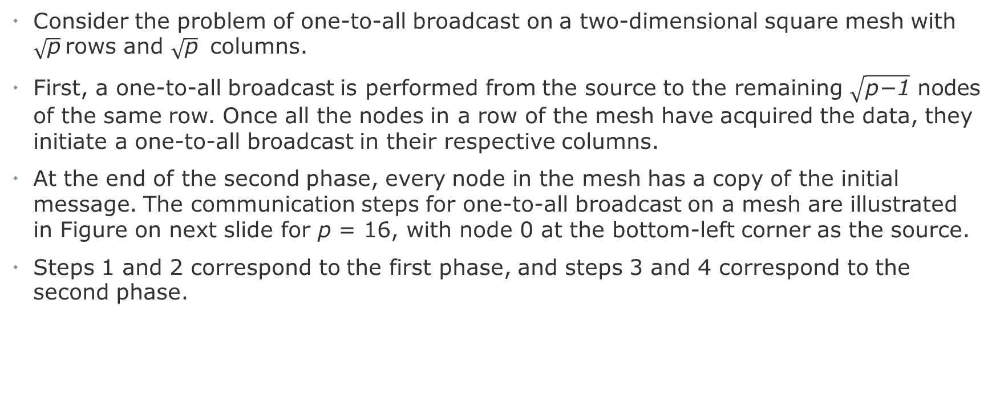 • Consider the problem of one-to-all broadcast on a two-dimensional square mesh with
√p rows and √p columns.
• First, a one-to-all broadcast is performed from the source to the remaining √(p−1) nodes
of the same row. Once all the nodes in a row of the mesh have acquired the data, they
initiate a one-to-all broadcast in their respective columns.
• At the end of the second phase, every node in the mesh has a copy of the initial
message. The communication steps for one-to-all broadcast on a mesh are illustrated
in Figure on next slide for p = 16, with node 0 at the bottom-left corner as the source.
• Steps 1 and 2 correspond to the first phase, and steps 3 and 4 correspond to the
second phase.